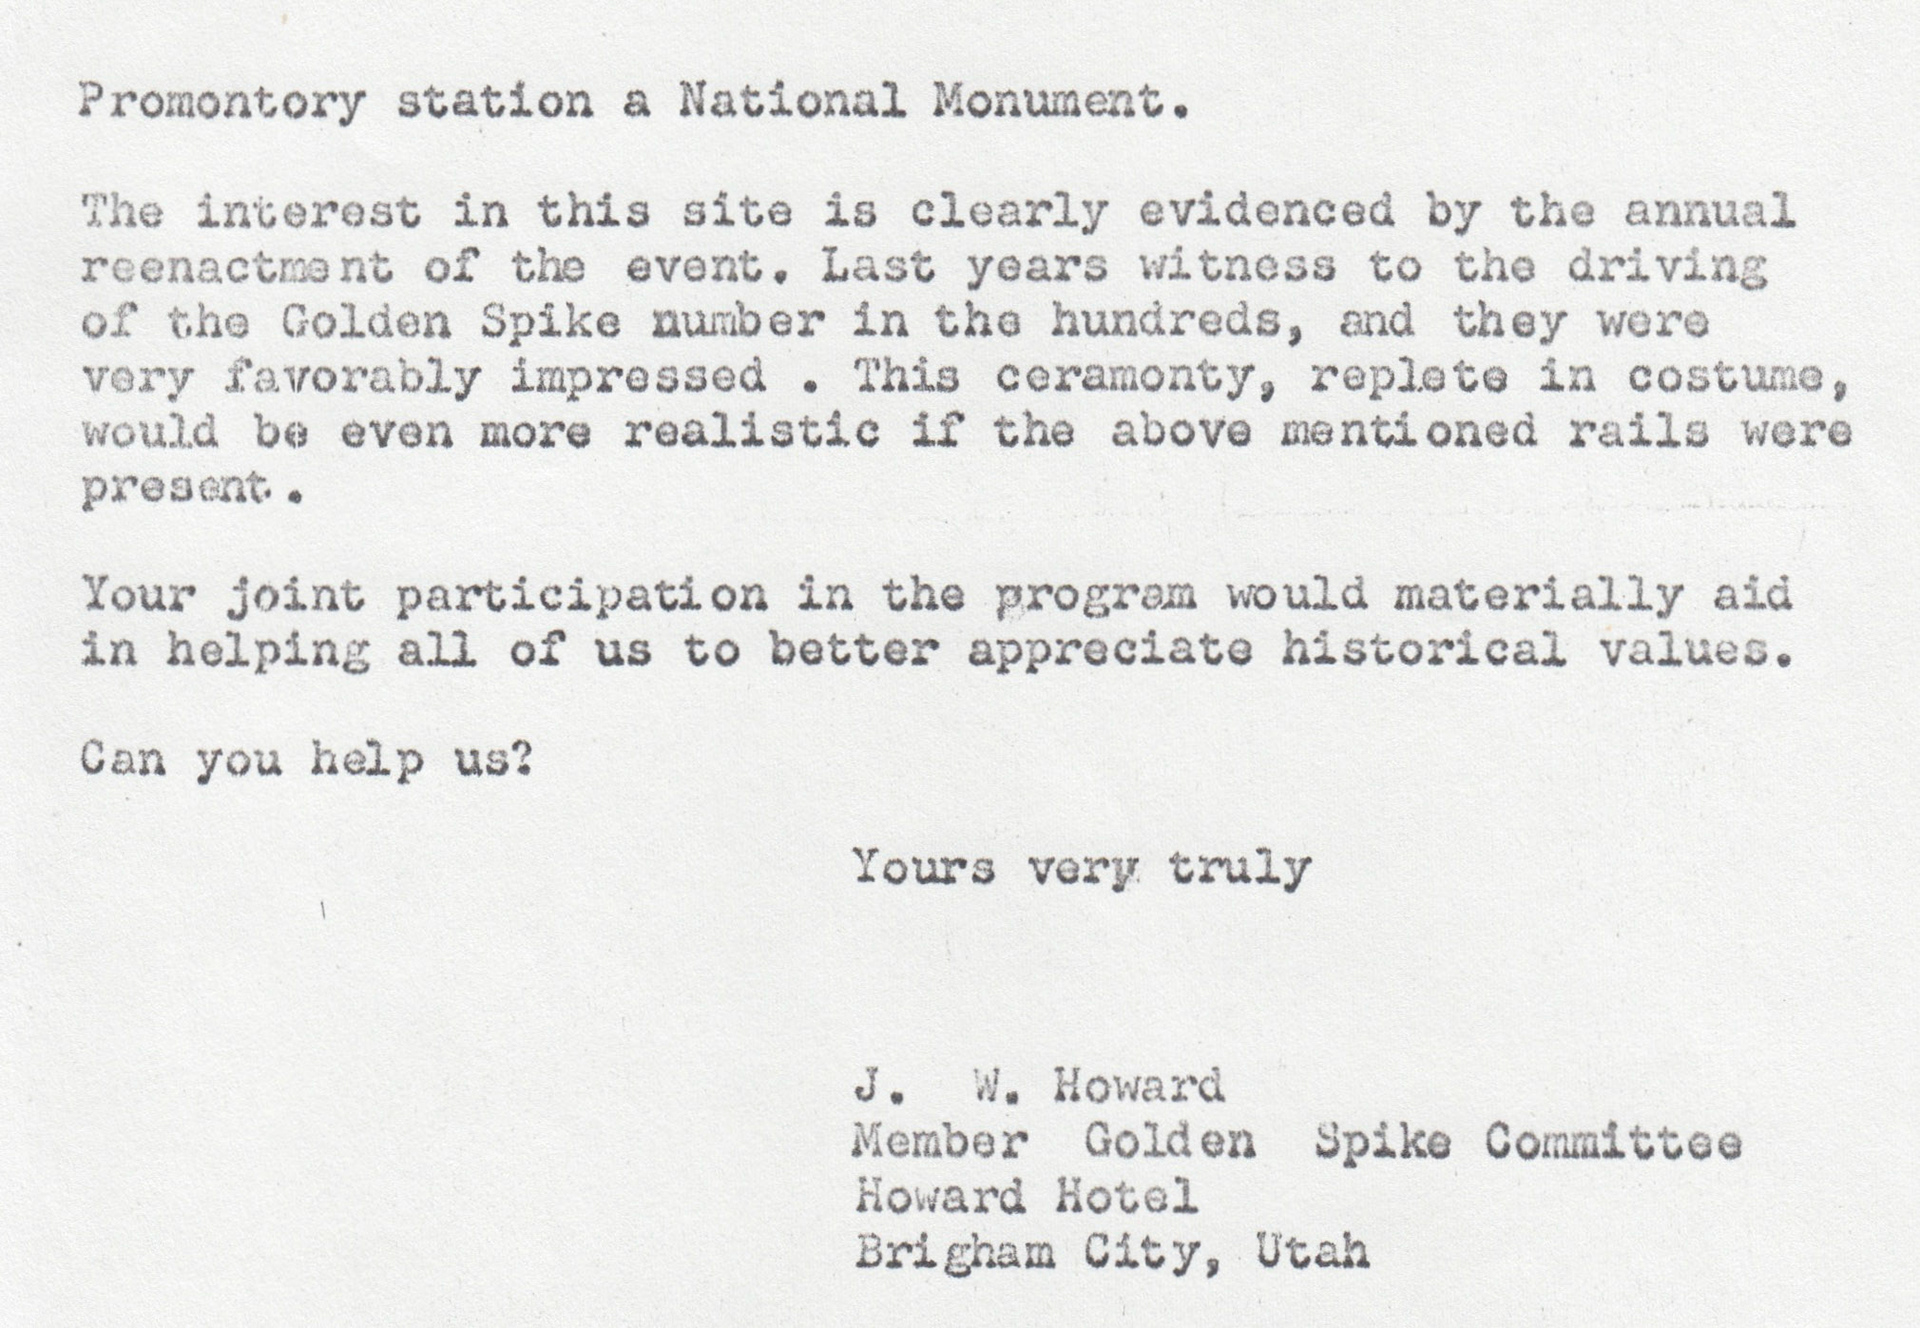 Promontory station a National Monument.
The interest in this site is clearly evidenced by the annual
reenactment of the event. Last years witness to the driving
of the Golden Spike number in the hundreds, and they were
very favorably impressed . This ceramonty, replete in costume,
would be even more realistic if the above mentioned rails were
present.
Your joint participation in the program would materially aid
in helping all of us to better appreciate historical values.
Can you help us?
Yours very truly
J. W. Howard
Member Golden Spike Committee
Howard Hotel
Brigham City, Utah